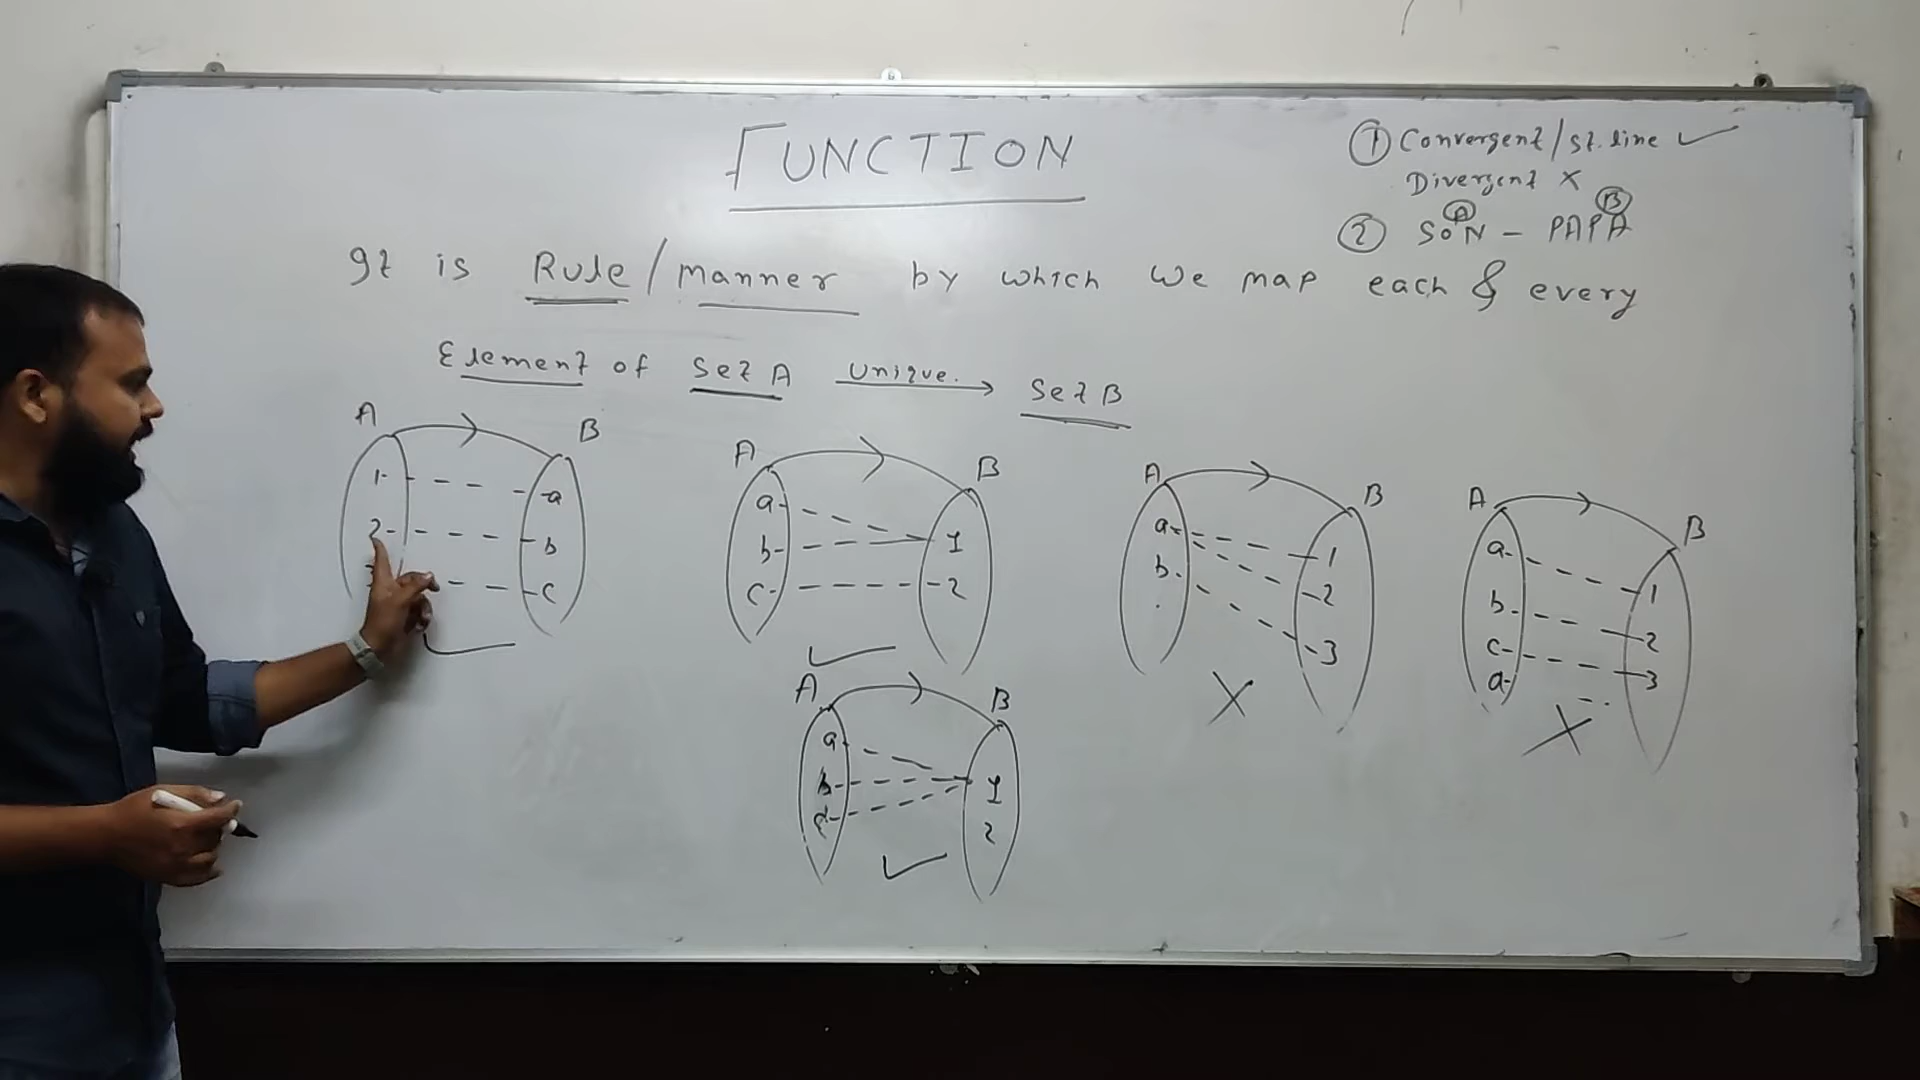 FUNCTION
① Convergent/st.line ✓
Divergent X
Ⓐ Ⓑ
② SON - PAPA
It is Rule/manner by which We map each & every
Element of Set A unique. → Set B
A B
1 a
2 b
3 c
✓
A B
a 1
b
c 2
✓
A B
a 1
b 2
3
X
A B
a 1
b 2
c 3
a
X
A B
a
b 1
2
✓